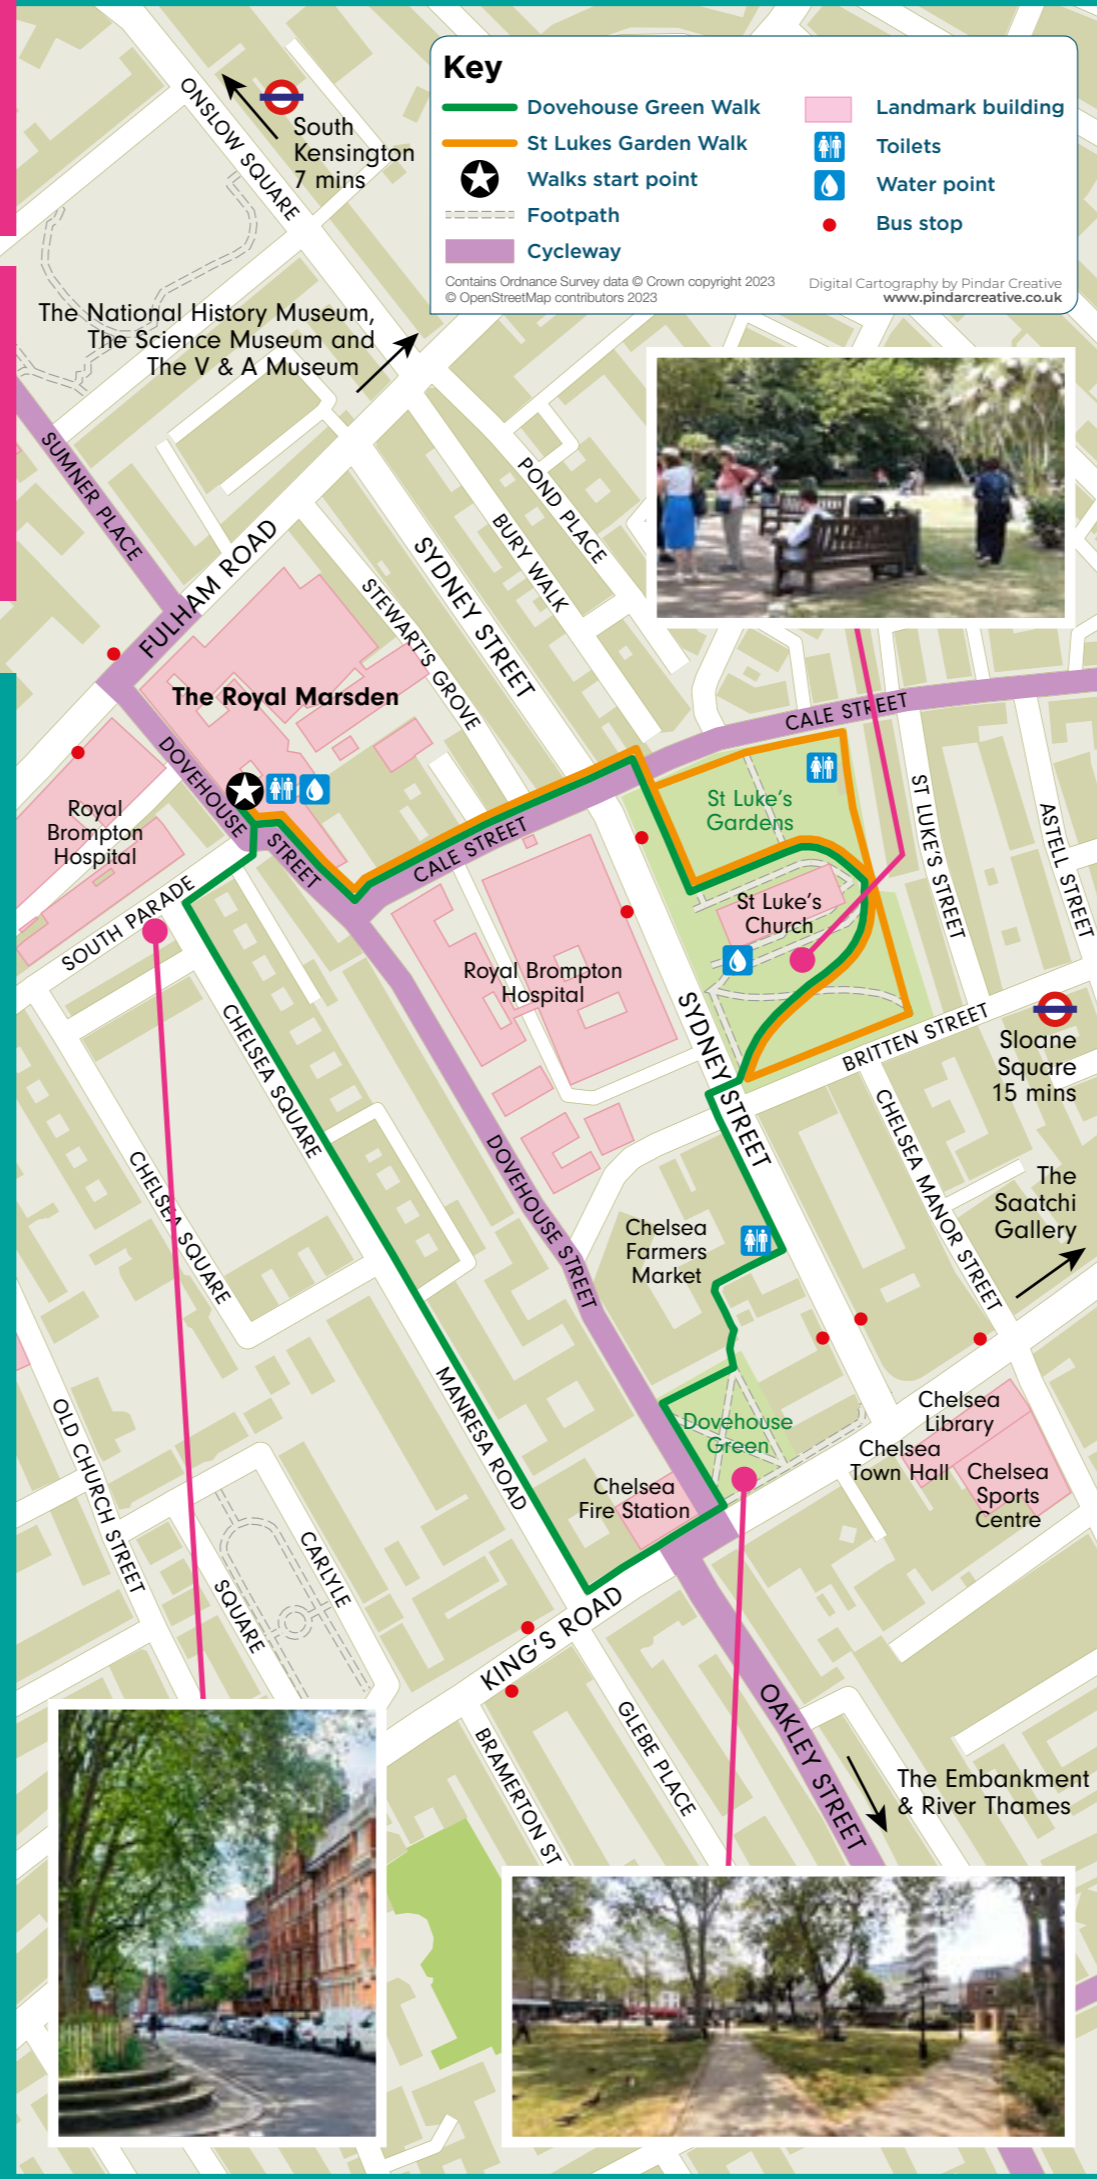 Key
Dovehouse Green Walk
St Lukes Garden Walk
Walks start point
Footpath
Cycleway
Landmark building
Toilets
Water point
Bus stop
Contains Ordnance Survey data © Crown copyright 2023
© OpenStreetMap contributors 2023
Digital Cartography by Pindar Creative
www.pindarcreative.co.uk
ONSLOW SQUARE
South
Kensington
7 mins
The National History Museum,
The Science Museum and
The V & A Museum
SUMNER PLACE
FULHAM ROAD
POND PLACE
BURY WALK
SYDNEY STREET
STEWART'S GROVE
The Royal Marsden
DOVEHOUSE
STREET
CALE STREET
CALE STREET
Royal
Brompton
Hospital
SOUTH PARADE
St Luke's
Gardens
St Luke's
Church
ST LUKE'S STREET
ASTELL STREET
Royal Brompton
Hospital
SYDNEY STREET
BRITTEN STREET
Sloane
Square
15 mins
CHELSEA SQUARE
CHELSEA SQUARE
DOVEHOUSE STREET
CHELSEA MANOR STREET
The
Saatchi
Gallery
Chelsea
Farmers
Market
MANRESA ROAD
OLD CHURCH STREET
Dovehouse
Green
Chelsea
Library
Chelsea
Town Hall
Chelsea
Sports
Centre
Chelsea
Fire Station
CARLYLE
SQUARE
KING'S ROAD
GLEBE PLACE
BRAMERTON ST
OAKLEY STREET
The Embankment
& River Thames